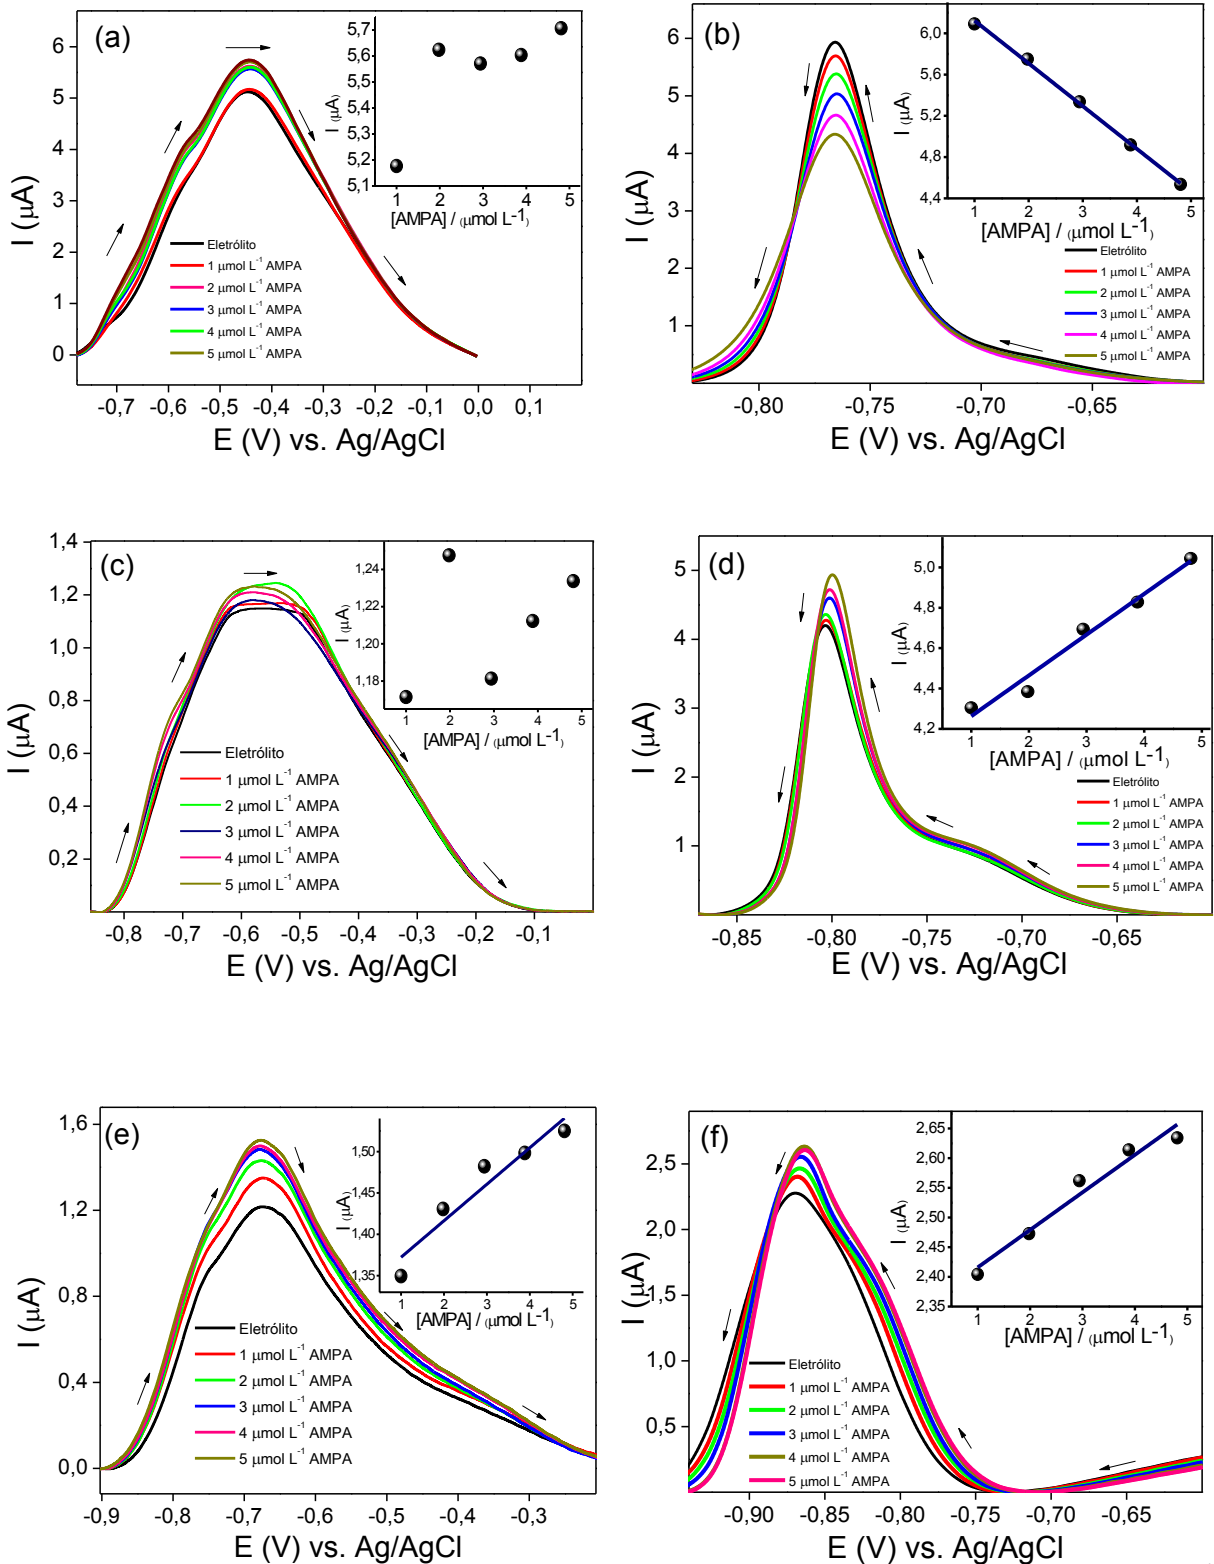 (a)
I (μA)
6
5
4
3
2
1
0
-0,7 -0,6 -0,5 -0,4 -0,3 -0,2 -0,1 0,0 0,1
E (V) vs. Ag/AgCl
Eletrólito
1 μmol L-1 AMPA
2 μmol L-1 AMPA
3 μmol L-1 AMPA
4 μmol L-1 AMPA
5 μmol L-1 AMPA
I (μA)
5,7
5,6
5,5
5,4
5,3
5,2
5,1
1 2 3 4 5
[AMPA] / (μmol L-1)
(b)
I (μA)
6
5
4
3
2
1
-0,80 -0,75 -0,70 -0,65
E (V) vs. Ag/AgCl
Eletrólito
1 μmol L-1 AMPA
2 μmol L-1 AMPA
3 μmol L-1 AMPA
4 μmol L-1 AMPA
5 μmol L-1 AMPA
I (μA)
6,0
5,6
5,2
4,8
4,4
1 2 3 4 5
[AMPA] / (μmol L-1)
(c)
I (μA)
1,4
1,2
1,0
0,8
0,6
0,4
0,2
-0,8 -0,7 -0,6 -0,5 -0,4 -0,3 -0,2 -0,1
E (V) vs. Ag/AgCl
Eletrólito
1 μmol L-1 AMPA
2 μmol L-1 AMPA
3 μmol L-1 AMPA
4 μmol L-1 AMPA
5 μmol L-1 AMPA
I (μA)
1,24
1,22
1,20
1,18
1 2 3 4 5
[AMPA] / (μmol L-1)
(d)
I (μA)
5
4
3
2
1
-0,85 -0,80 -0,75 -0,70 -0,65
E (V) vs. Ag/AgCl
Eletrólito
1 μmol L-1 AMPA
2 μmol L-1 AMPA
3 μmol L-1 AMPA
4 μmol L-1 AMPA
5 μmol L-1 AMPA
I (μA)
5,0
4,8
4,6
4,4
4,2
1 2 3 4 5
[AMPA] / (μmol L-1)
(e)
I (μA)
1,6
1,2
0,8
0,4
0,0
-0,9 -0,8 -0,7 -0,6 -0,5 -0,4 -0,3
E (V) vs. Ag/AgCl
Eletrólito
1 μmol L-1 AMPA
2 μmol L-1 AMPA
3 μmol L-1 AMPA
4 μmol L-1 AMPA
5 μmol L-1 AMPA
I (μA)
1,50
1,45
1,40
1,35
1 2 3 4 5
[AMPA] / (μmol L-1)
(f)
I (μA)
2,5
2,0
1,5
1,0
0,5
-0,90 -0,85 -0,80 -0,75 -0,70 -0,65
E (V) vs. Ag/AgCl
Eletrólito
1 μmol L-1 AMPA
2 μmol L-1 AMPA
3 μmol L-1 AMPA
4 μmol L-1 AMPA
5 μmol L-1 AMPA
I (μA)
2,65
2,60
2,55
2,50
2,45
2,40
2,35
1 2 3 4 5
[AMPA] / (μmol L-1)